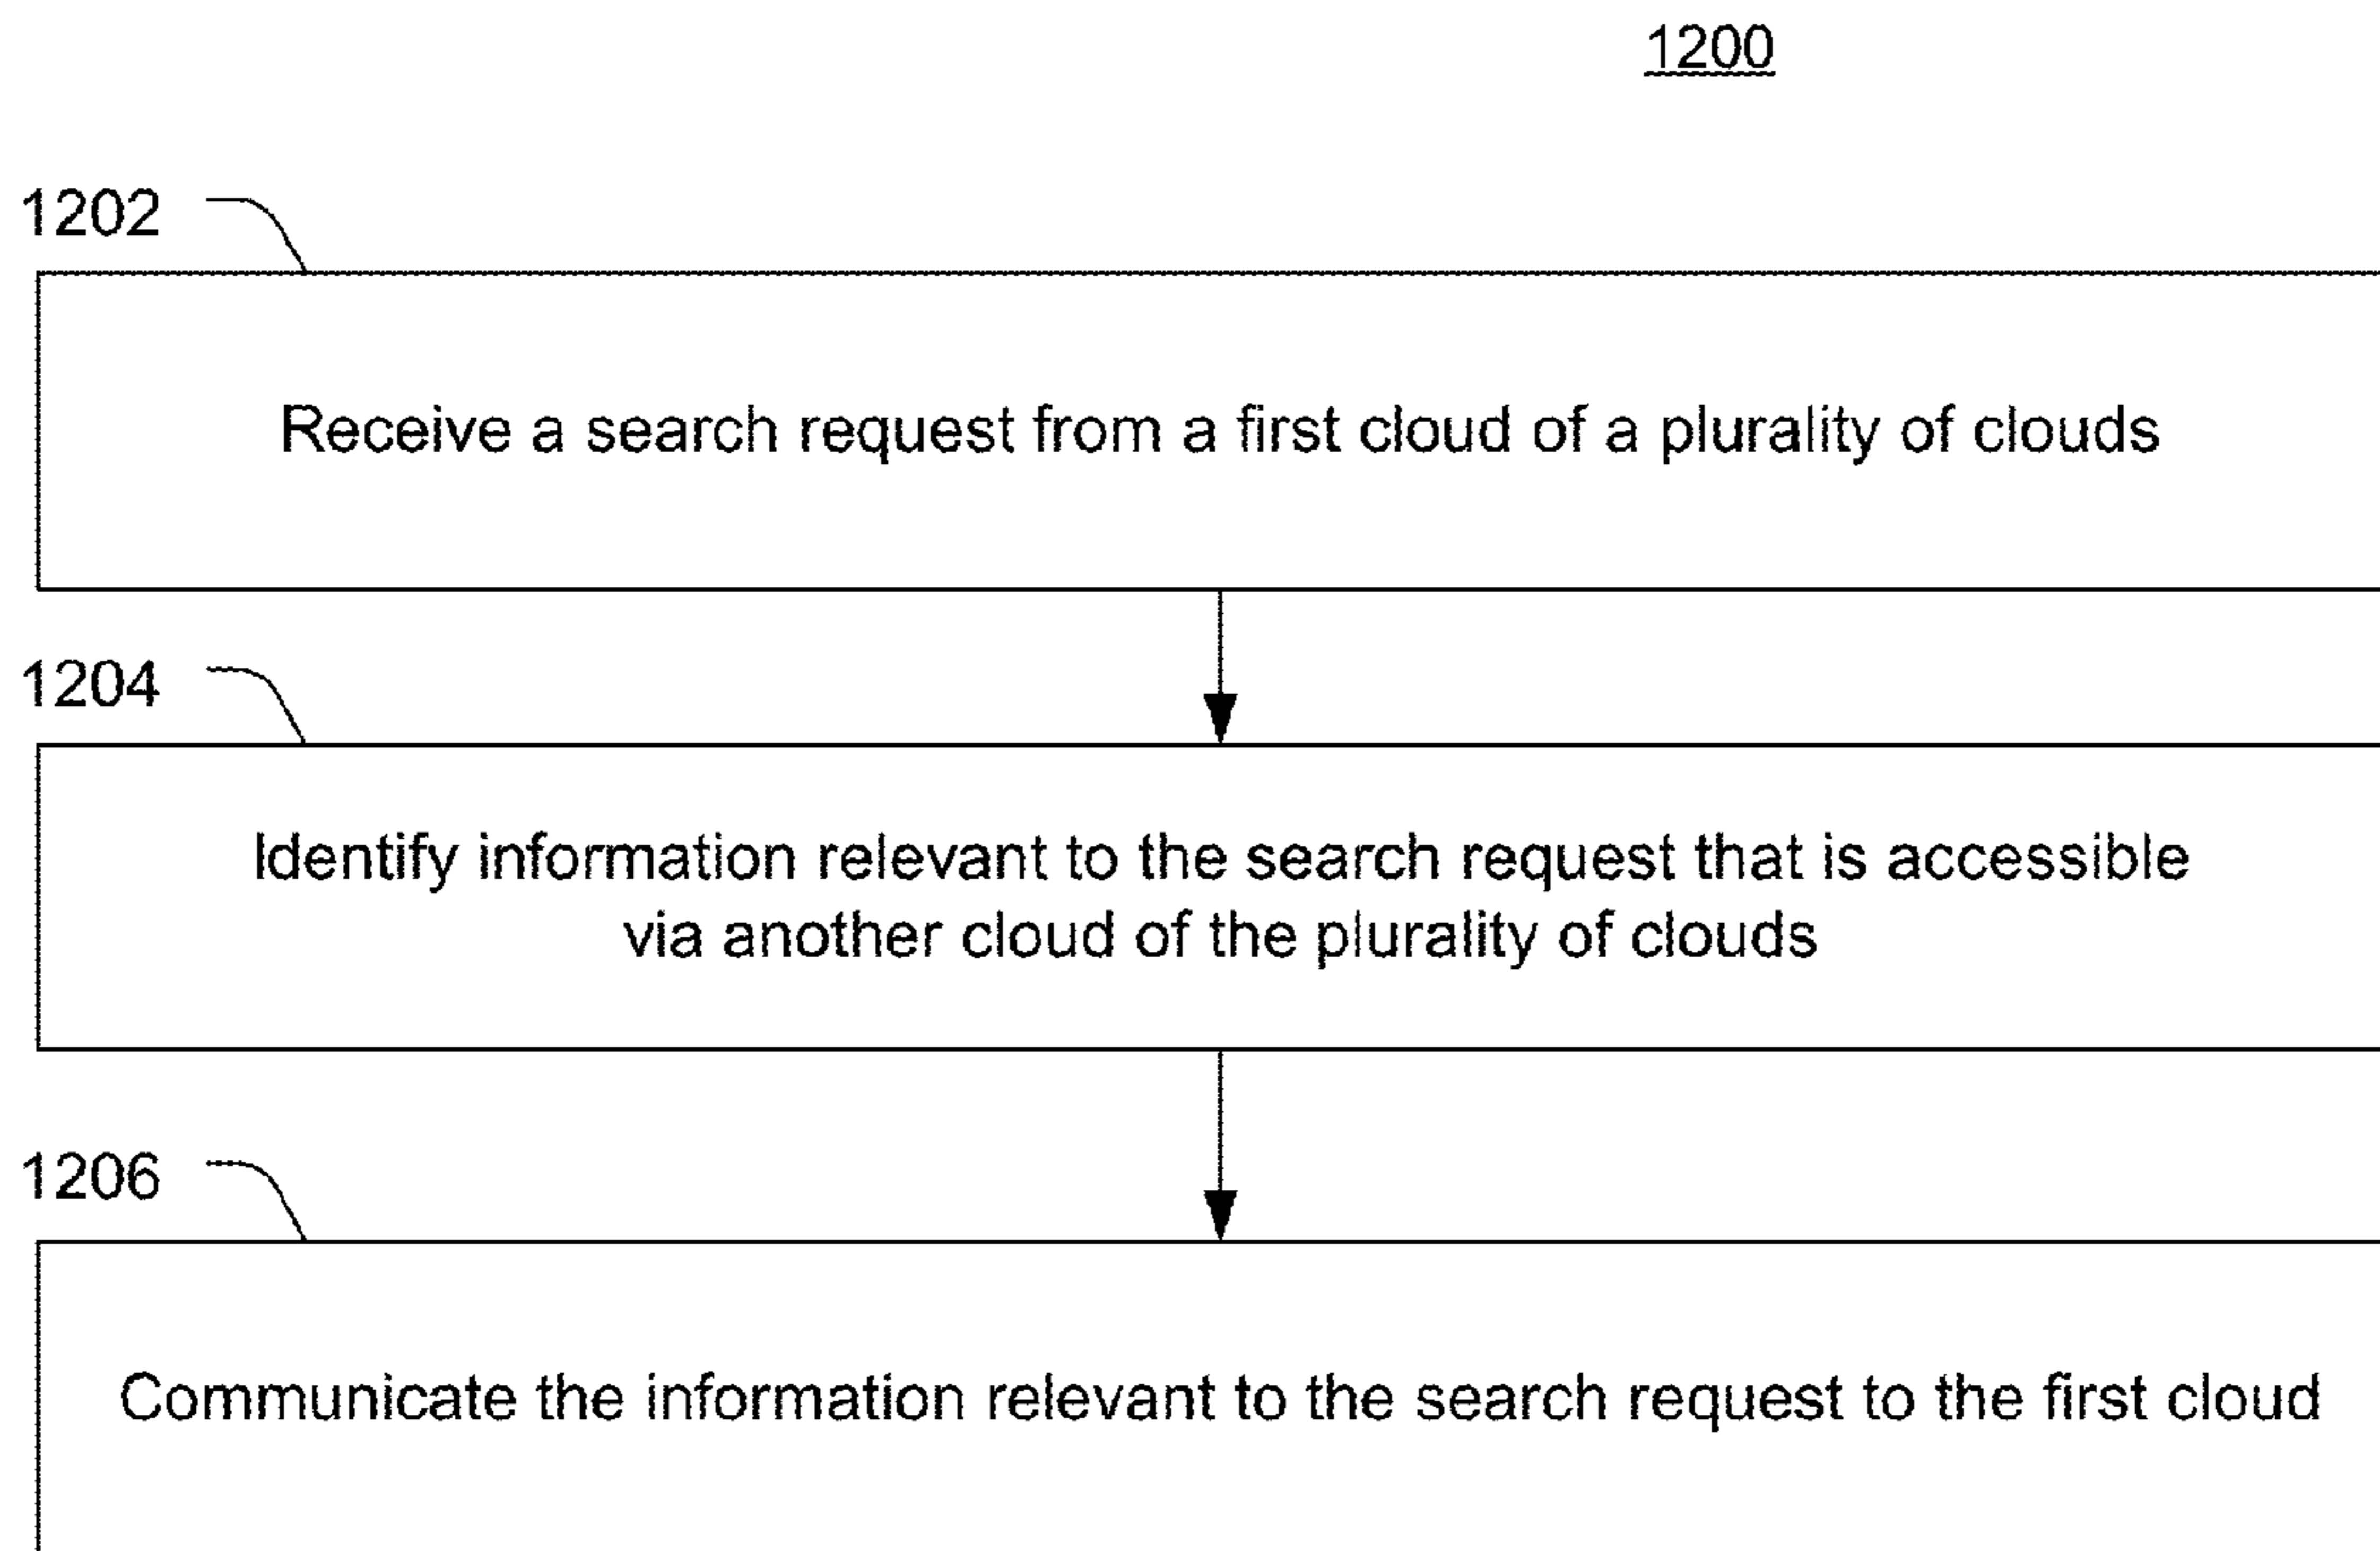 1200
1202
Receive a search request from a first cloud of a plurality of clouds
1204
Identify information relevant to the search request that is accessible
via another cloud of the plurality of clouds
1206
Communicate the information relevant to the search request to the first cloud